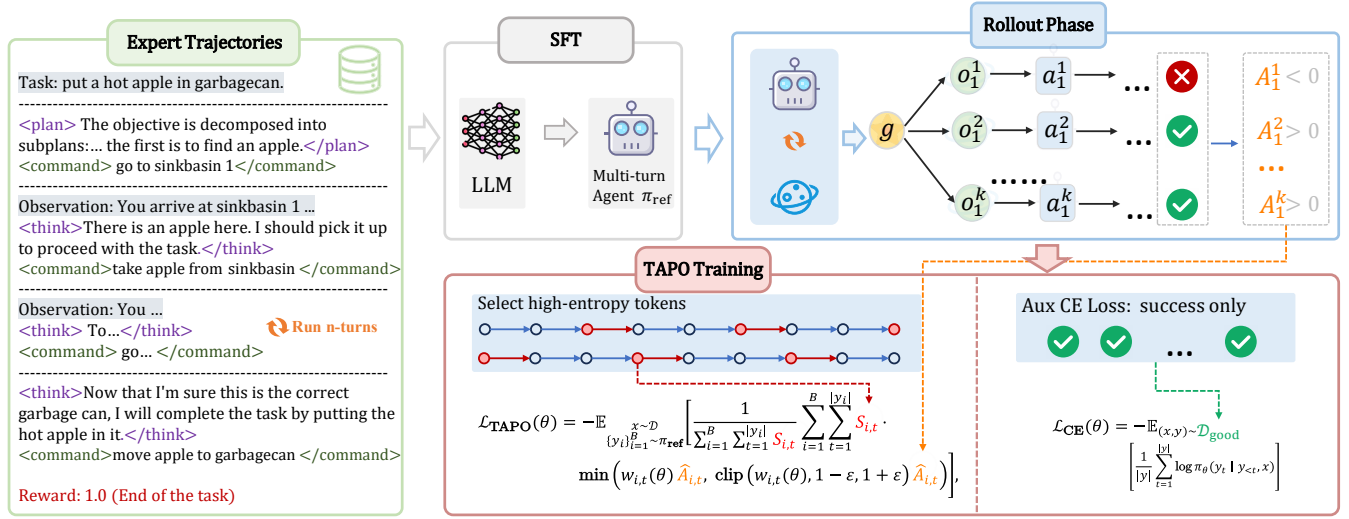 Expert Trajectories
Task: put a hot apple in garbagecan.
<plan> The objective is decomposed into
subplans:... the first is to find an apple.</plan>
<command> go to sinkbasin 1</command>
Observation: You arrive at sinkbasin 1 ...
<think>There is an apple here. I should pick it up
to proceed with the task.</think>
<command>take apple from sinkbasin </command>
Observation: You ...
<think> To...</think>
<command> go... </command>
Run n-turns
<think>Now that I'm sure this is the correct
garbage can, I will complete the task by putting the
hot apple in it.</think>
<command>move apple to garbagecan </command>
Reward: 1.0 (End of the task)
SFT
LLM
Multi-turn
Agent π_ref
Rollout Phase
g
o_1^1 a_1^1 ... A_1^1 < 0
o_1^2 a_1^2 ... A_1^2 > 0
...... ...
o_1^k a_1^k ... A_1^k > 0
TAPO Training
Select high-entropy tokens
ℒ_TAPO(θ) = −𝔼_{x∼𝒟, {y_i}_{i=1}^B∼π_ref} [ 1 / (∑_{i=1}^B ∑_{t=1}^{|y_i|} S_{i,t}) ∑_{i=1}^B ∑_{t=1}^{|y_i|} S_{i,t} ·
min ( w_{i,t}(θ) Â_{i,t}, clip ( w_{i,t}(θ), 1 − ε, 1 + ε ) Â_{i,t} ) ],
Aux CE Loss: success only
...
ℒ_CE(θ) = −𝔼_{(x,y)∼𝒟_good}
[ 1/|y| ∑_{t=1}^{|y|} log π_θ(y_t | y_{<t}, x) ]